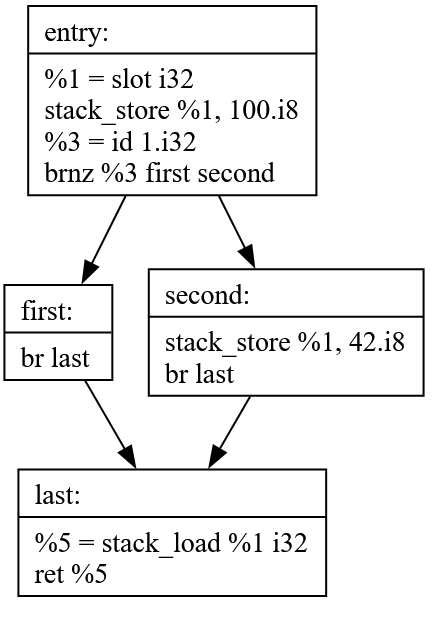 entry:
%1 = slot i32
stack_store %1, 100.i8
%3 = id 1.i32
brnz %3 first second
first:
br last
second:
stack_store %1, 42.i8
br last
last:
%5 = stack_load %1 i32
ret %5